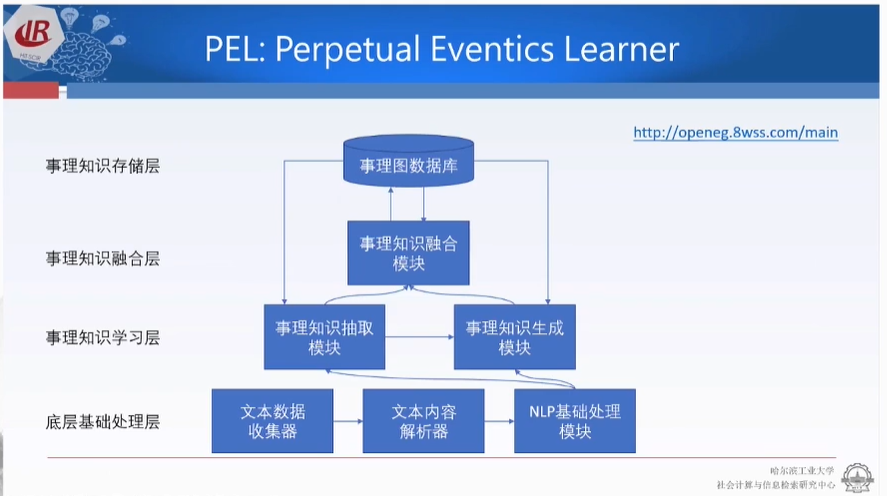 PEL: Perpetual Eventics Learner
http://openeg.8wss.com/main
事理知识存储层
事理图数据库
事理知识融合层
事理知识融合
模块
事理知识学习层
事理知识抽取
模块
事理知识生成
模块
底层基础处理层
文本数据
收集器
文本内容
解析器
NLP基础处理
模块
哈尔滨工业大学
社会计算与信息检索研究中心